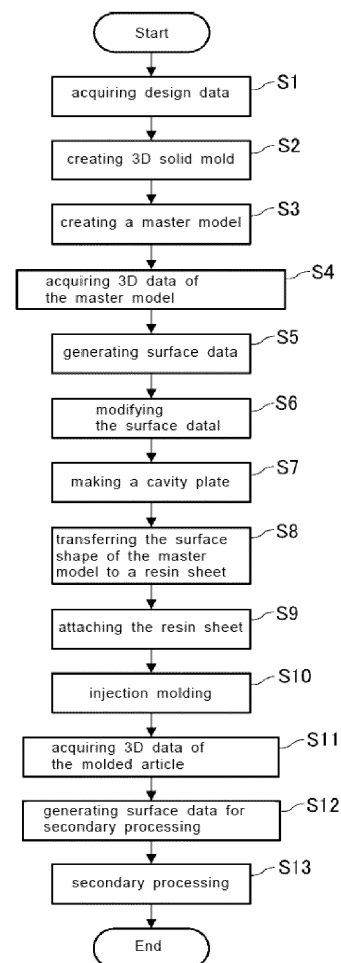 Start
acquiring design data
S1
creating 3D solid mold
S2
creating a master model
S3
acquiring 3D data of
the master model
S4
generating surface data
S5
modifying
the surface datal
S6
making a cavity plate
S7
transferring the surface
shape of the master
model to a resin sheet
S8
attaching the resin sheet
S9
injection molding
S10
acquiring 3D data of
the molded article
S11
generating surface data for
secondary processing
S12
secondary processing
S13
End